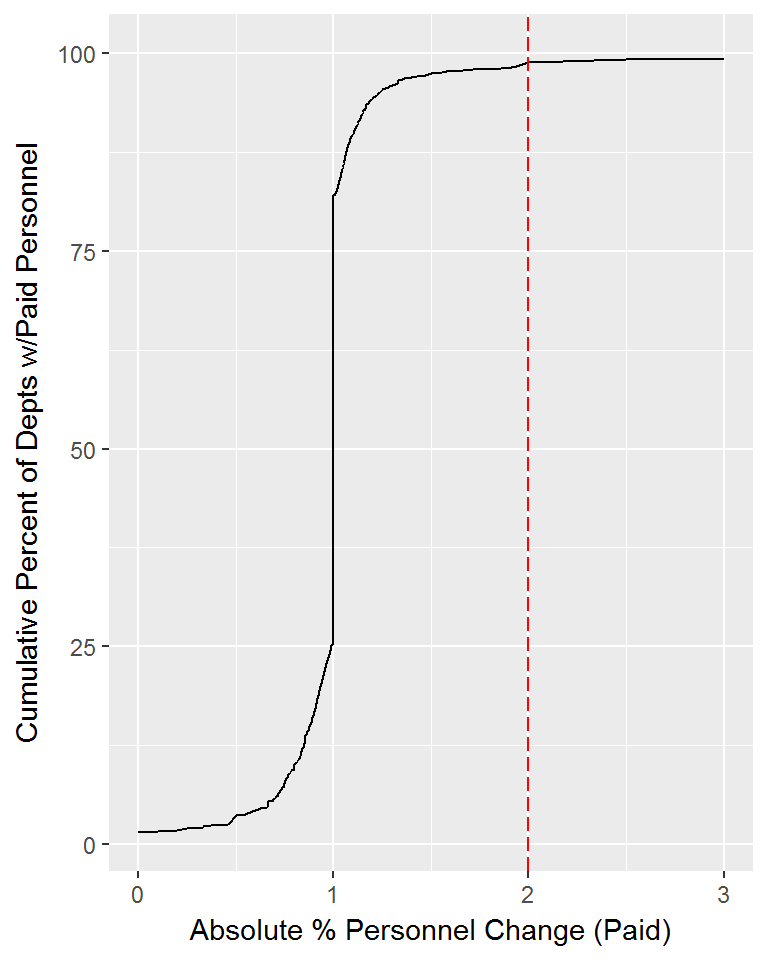 Cumulative Percent of Depts w/Paid Personnel
100
75
50
25
0
0 1 2 3
Absolute % Personnel Change (Paid)